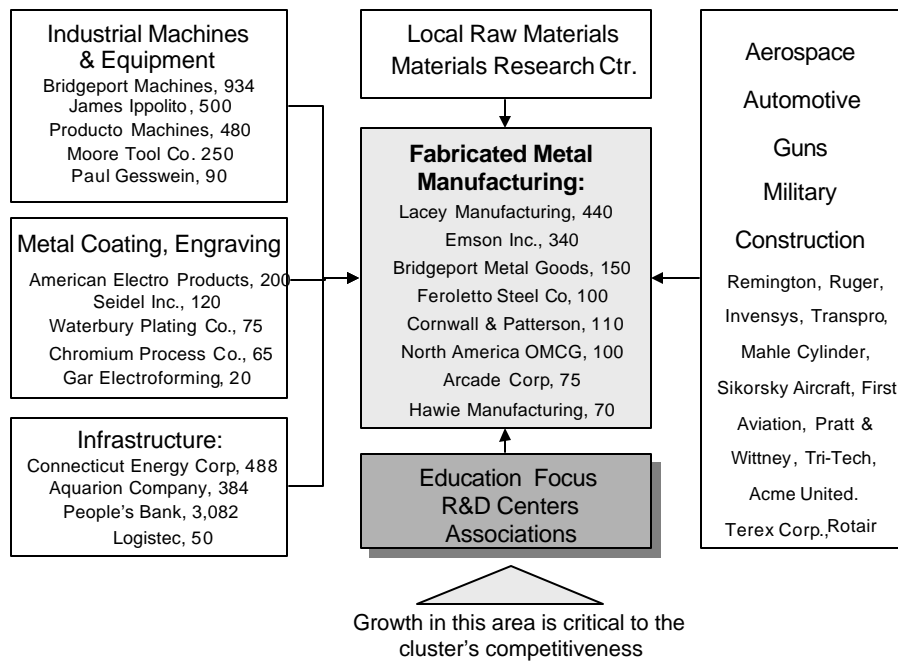 Industrial Machines
& Equipment
Bridgeport Machines, 934
James Ippolito, 500
Producto Machines, 480
Moore Tool Co. 250
Paul Gesswein, 90
Metal Coating, Engraving
American Electro Products, 200
Seidel Inc., 120
Waterbury Plating Co., 75
Chromium Process Co., 65
Gar Electroforming, 20
Infrastructure:
Connecticut Energy Corp, 488
Aquarion Company, 384
People's Bank, 3,082
Logistec, 50
Local Raw Materials
Materials Research Ctr.
Fabricated Metal
Manufacturing:
Lacey Manufacturing, 440
Emson Inc., 340
Bridgeport Metal Goods, 150
Feroletto Steel Co, 100
Cornwall & Patterson, 110
North America OMCG, 100
Arcade Corp, 75
Hawie Manufacturing, 70
Education Focus
R&D Centers
Associations
Growth in this area is critical to the
cluster's competitiveness
Aerospace
Automotive
Guns
Military
Construction
Remington, Ruger,
Invensys, Transpro,
Mahle Cylinder,
Sikorsky Aircraft, First
Aviation, Pratt &
Wittney, Tri-Tech,
Acme United.
Terex Corp.,Rotair